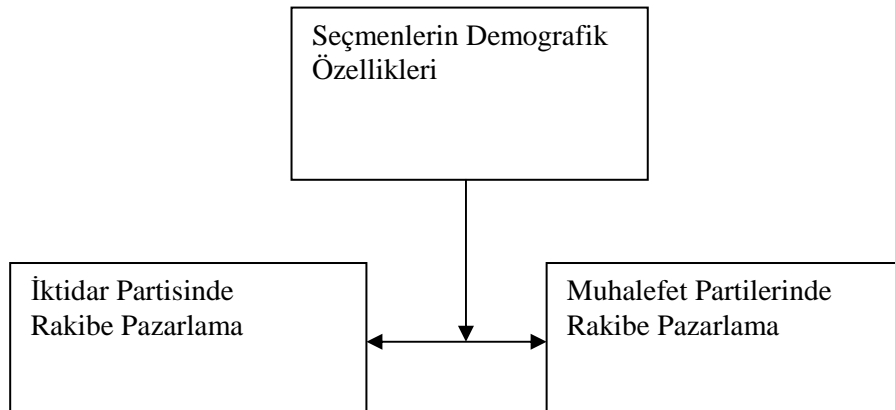 Seçmenlerin Demografik
Özellikleri
İktidar Partisinde
Rakibe Pazarlama
Muhalefet Partilerinde
Rakibe Pazarlama